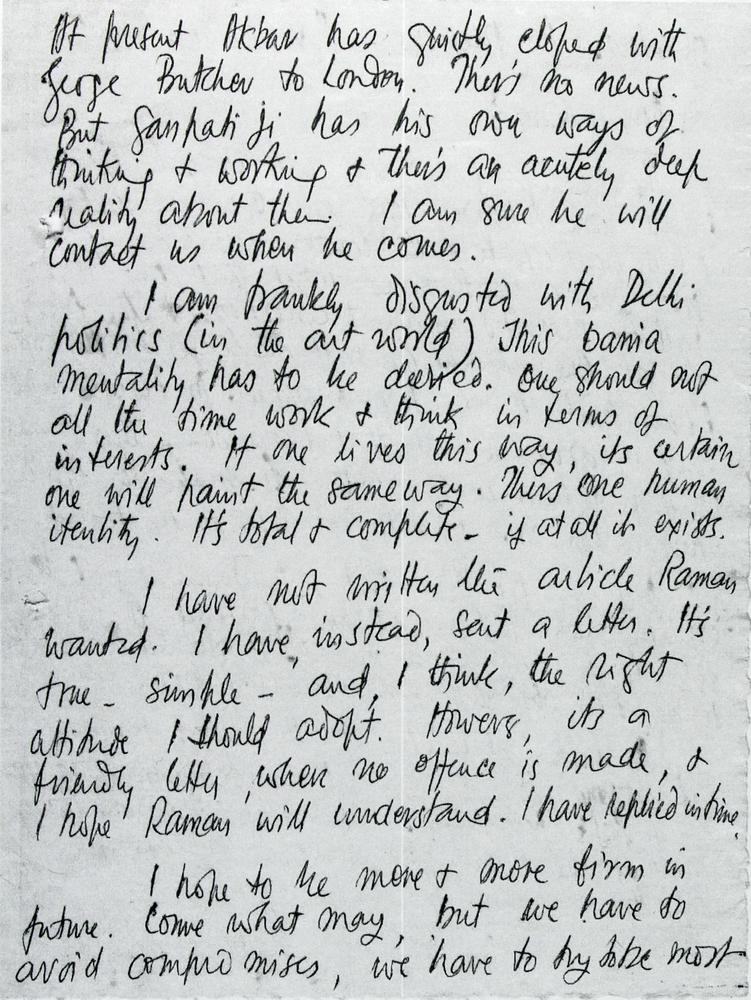 At present Akbar has quietly eloped with
George Butcher to London. There's no news.
But Ganpati Ji has his own ways of
thinking & working & there's an acutely deep
reality about them. I am sure he will
contact us when he comes.
I am frankly disgusted with Delhi
politics (in the art world) This bania
mentality has to be decried. One should not
all the time work & think in terms of
interests. If one lives this way, its certain
one will paint the same way. There's one human
identity. It's total & complete - if at all it exists.
I have not written the article Raman
wanted. I have, instead, sent a letter. It's
true - simple - and, I think, the right
attitude I should adopt. However, its a
friendly letter, where no offence is made, &
I hope Raman will understand. I have replied in time.
I hope to be more & more firm in
future. Come what may, but we have to
avoid compromises, we have to try to be most